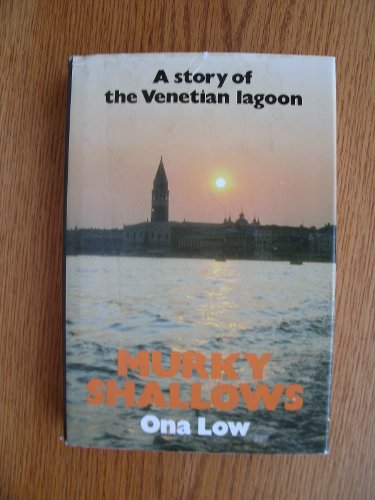 A story of
the Venetian lagoon
MURKY
SHALLOWS
Ona Low